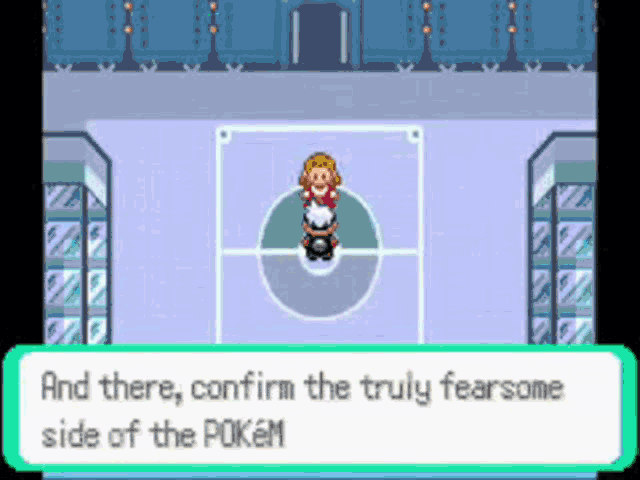 And there, confirm the truly fearsome
side of the POKéM